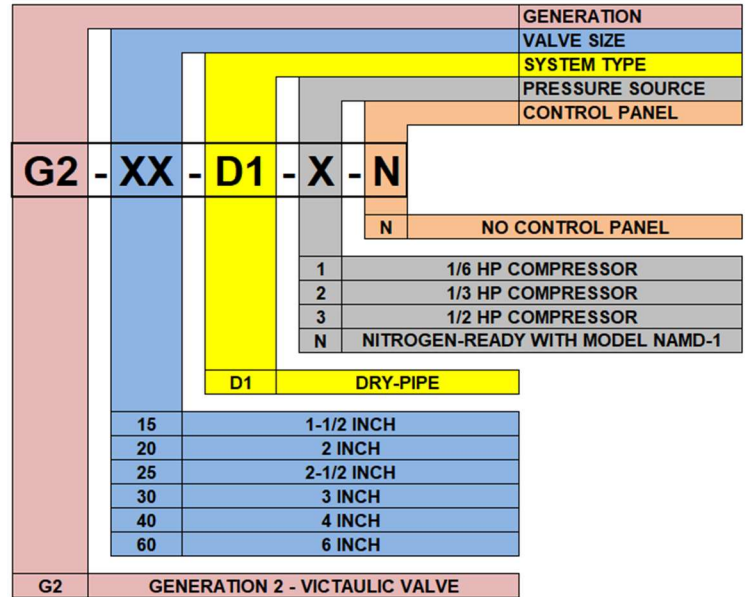 GENERATION
VALVE SIZE
SYSTEM TYPE
PRESSURE SOURCE
CONTROL PANEL
G2 - XX - D1 - X - N
N NO CONTROL PANEL
1 1/6 HP COMPRESSOR
2 1/3 HP COMPRESSOR
3 1/2 HP COMPRESSOR
N NITROGEN-READY WITH MODEL NAMD-1
D1 DRY-PIPE
15 1-1/2 INCH
20 2 INCH
25 2-1/2 INCH
30 3 INCH
40 4 INCH
60 6 INCH
G2 GENERATION 2 - VICTAULIC VALVE